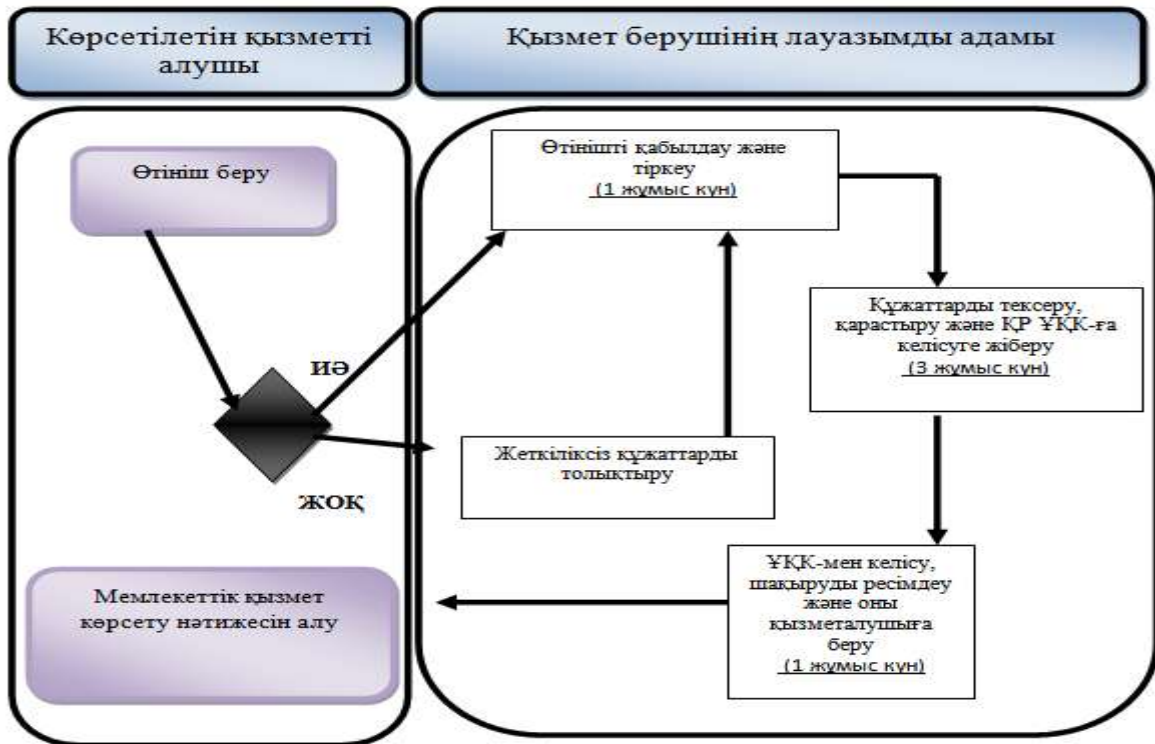 Көрсетілетін қызметті
алушы
Қызмет берушінің лауазымды адамы
Өтініш беру
Өтінішті қабылдау және
тіркеу
(1 жұмыс күн)
Құжаттарды тексеру,
қарастыру және ҚР ҰҚК-ға
келісуге жіберу
(3 жұмыс күн)
ИӘ
Жеткіліксіз құжаттарды
толықтыру
ЖОҚ
ҰҚК-мен келісу,
шақыруды ресімдеу
және оны
қызметалушыға
беру
(1 жұмыс күн)
Мемлекеттік қызмет
көрсету нәтижесін алу